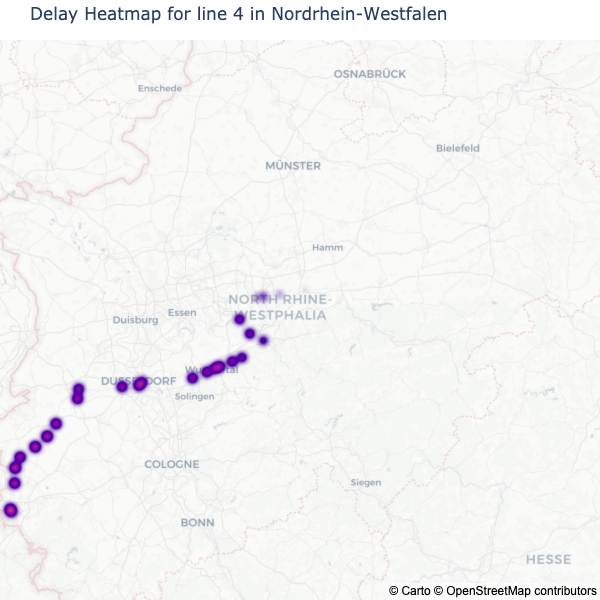 Delay Heatmap for line 4 in Nordrhein-Westfalen
OSNABRÜCK
Enschede
Bielefeld
MÜNSTER
Hamm
NORTH RHINE-
WESTPHALIA
Essen
Duisburg
Wuppertal
DUSSELDORF
Solingen
COLOGNE
Siegen
BONN
HESSE
© Carto © OpenStreetMap contributors